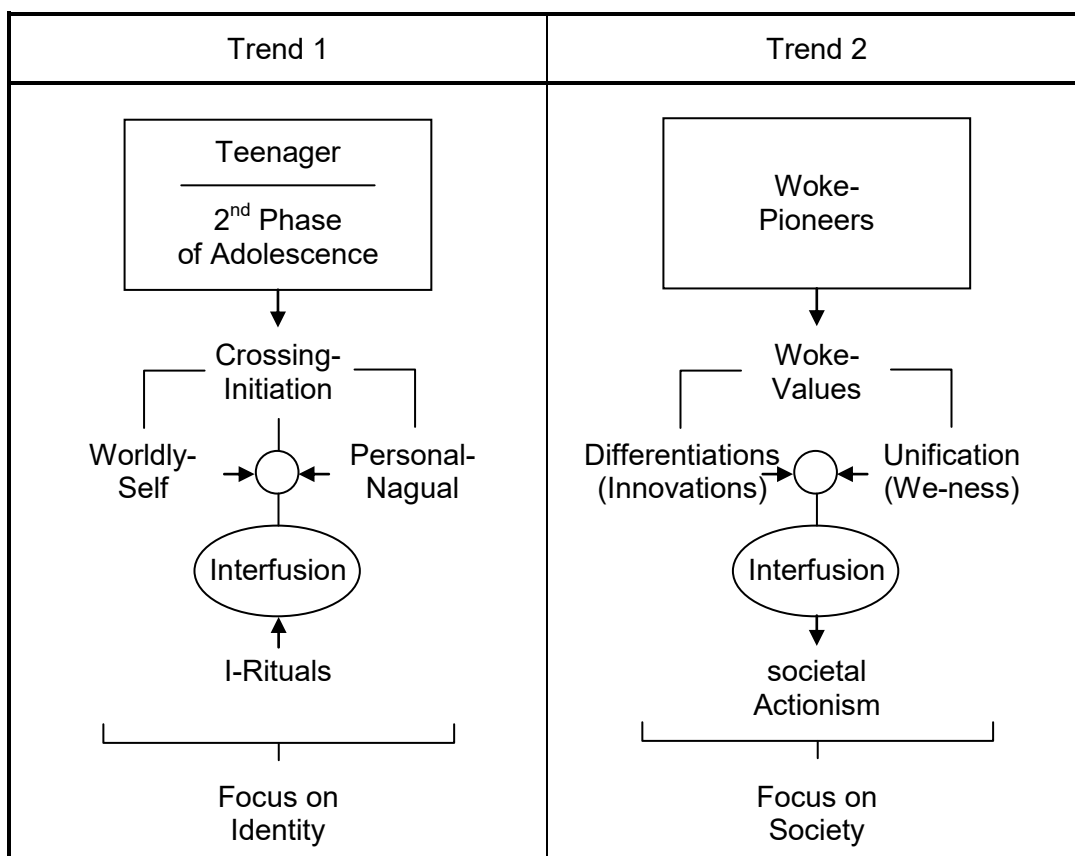 Trend 1
Trend 2
Teenager
2nd Phase
of Adolescence
Crossing-
Initiation
Worldly-
Self
Personal-
Nagual
Interfusion
I-Rituals
Focus on
Identity
Woke-
Pioneers
Woke-
Values
Differentiations
(Innovations)
Unification
(We-ness)
Interfusion
societal
Actionism
Focus on
Society